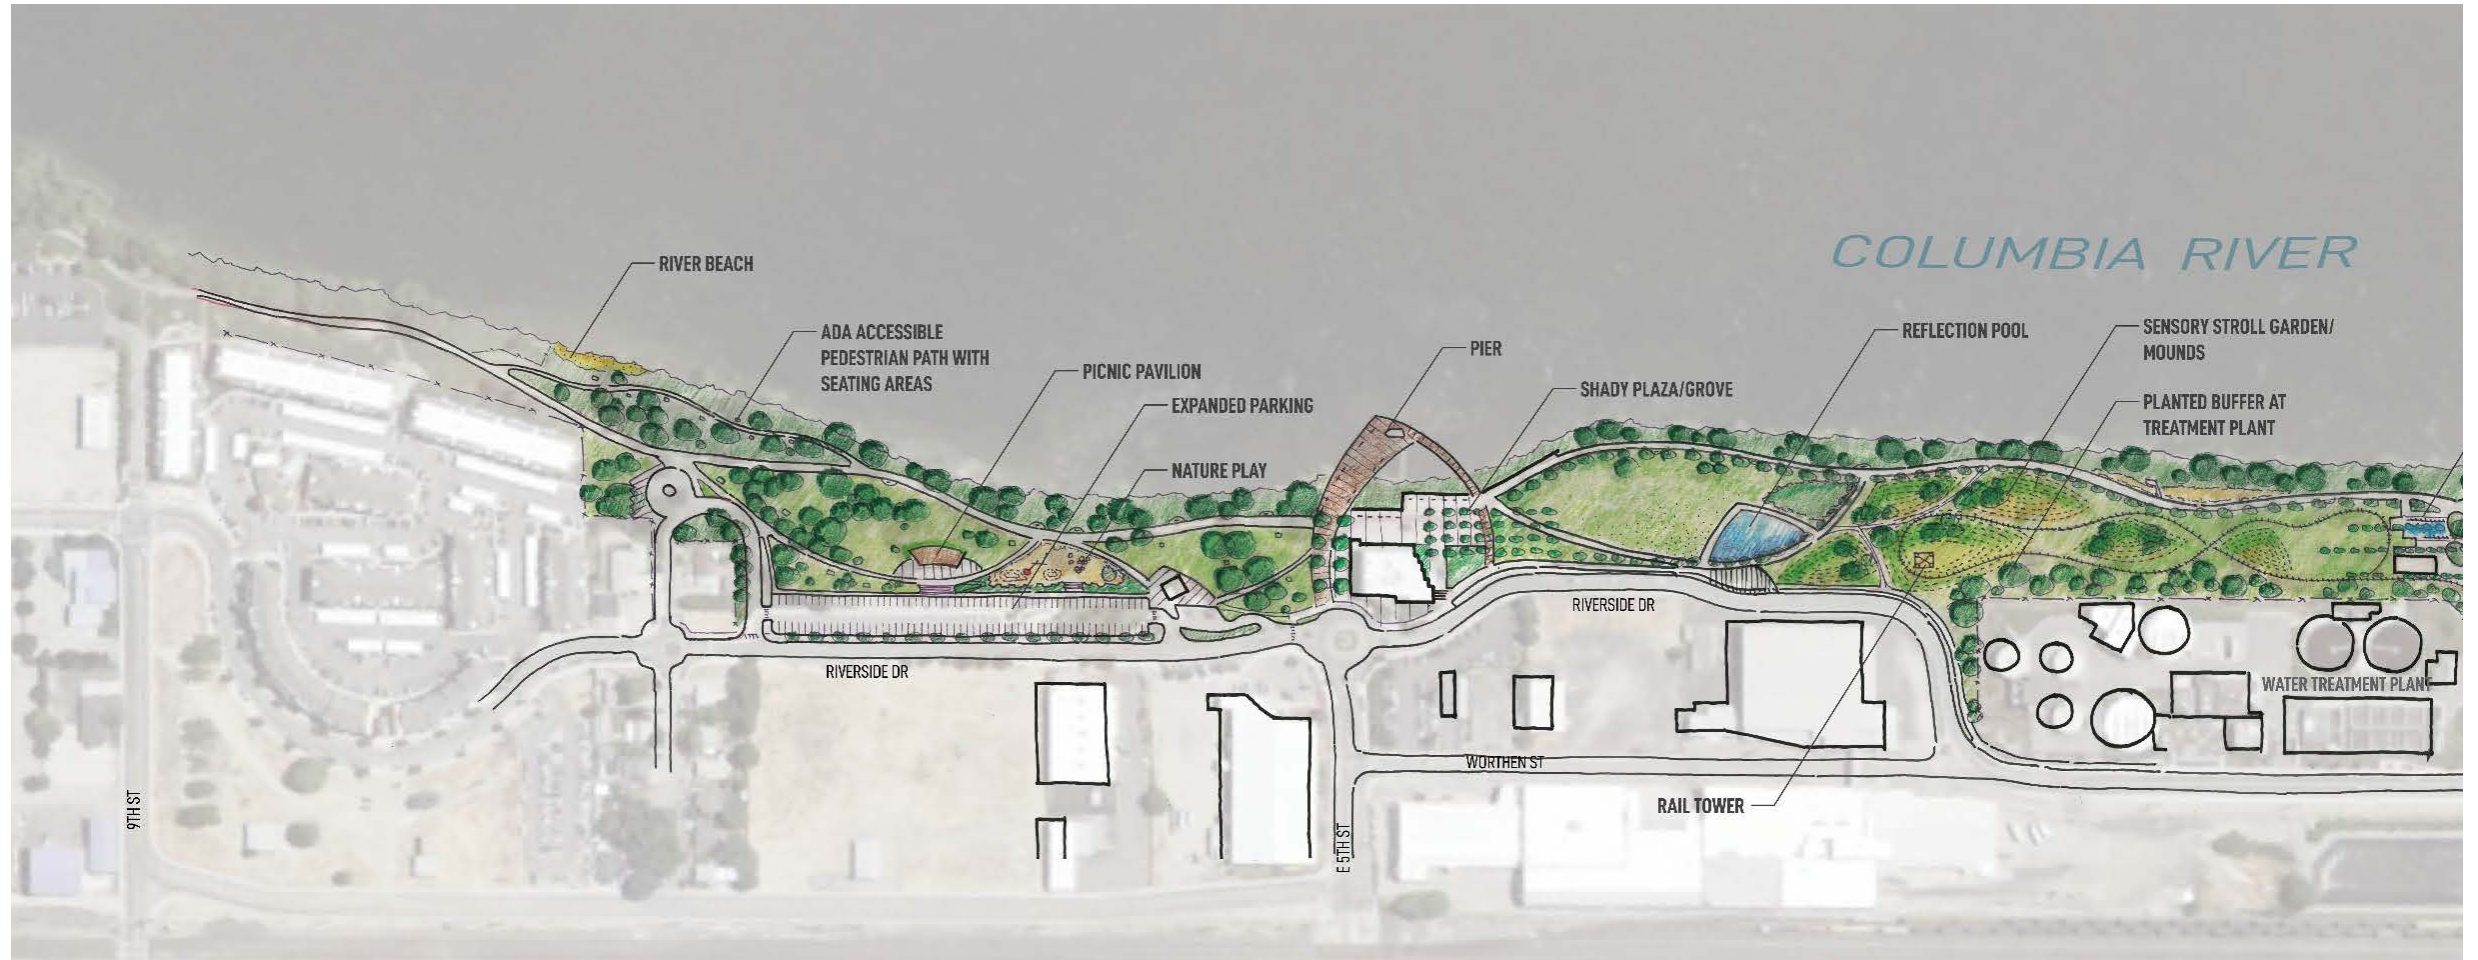 COLUMBIA RIVER
RIVER BEACH
ADA ACCESSIBLE
PEDESTRIAN PATH WITH
SEATING AREAS
PICNIC PAVILION
EXPANDED PARKING
NATURE PLAY
PIER
SHADY PLAZA/GROVE
REFLECTION POOL
SENSORY STROLL GARDEN/
MOUNDS
PLANTED BUFFER AT
TREATMENT PLANT
RIVERSIDE DR
RIVERSIDE DR
WATER TREATMENT PLANT
WORTHEN ST
RAIL TOWER
9TH ST
E 5TH ST